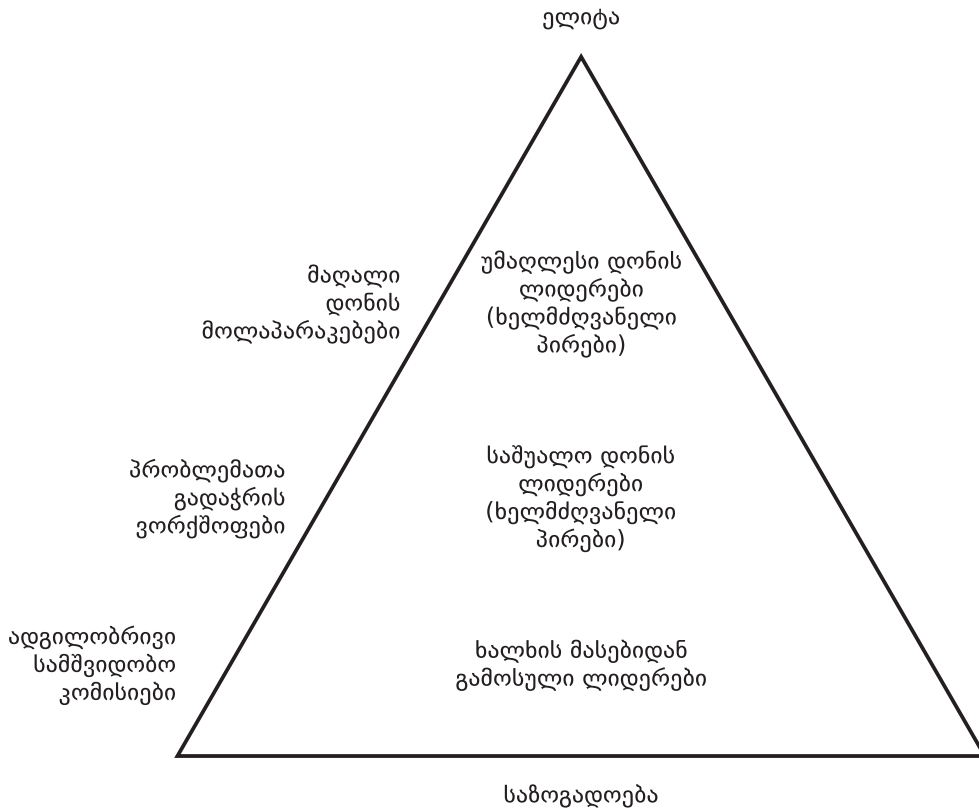 ელიტა
მაღალი
დონის
მოლაპარაკებები
უმაღლესი დონის
ლიდერები
(ხელმძღვანელი
პირები)
პრობლემათა
გადაჭრის
ვორქშოფები
საშუალო დონის
ლიდერები
(ხელმძღვანელი
პირები)
ადგილობრივი
სამშვიდობო
კომისიები
ხალხის მასებიდან
გამოსული ლიდერები
საზოგადოება